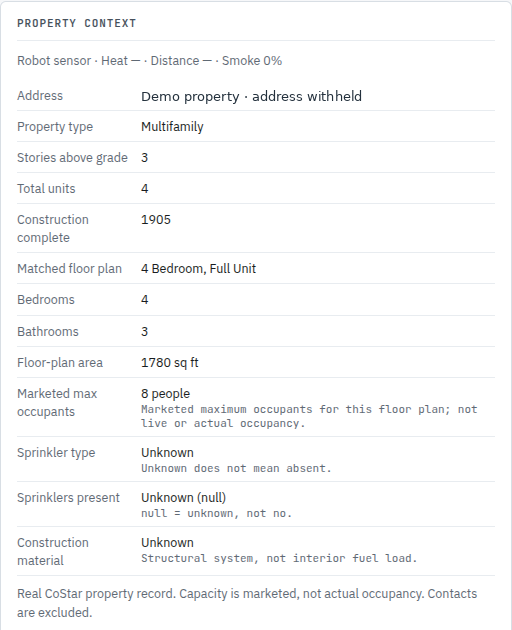 PROPERTY CONTEXT
Robot sensor · Heat — · Distance — · Smoke 0%
Address Demo property · address withheld
Property type Multifamily
Stories above grade 3
Total units 4
Construction complete 1905
Matched floor plan 4 Bedroom, Full Unit
Bedrooms 4
Bathrooms 3
Floor-plan area 1780 sq ft
Marketed max occupants 8 people
Marketed maximum occupants for this floor plan; not
live or actual occupancy.
Sprinkler type Unknown
Unknown does not mean absent.
Sprinklers present Unknown (null)
null = unknown, not no.
Construction material Unknown
Structural system, not interior fuel load.
Real CoStar property record. Capacity is marketed, not actual occupancy. Contacts
are excluded.